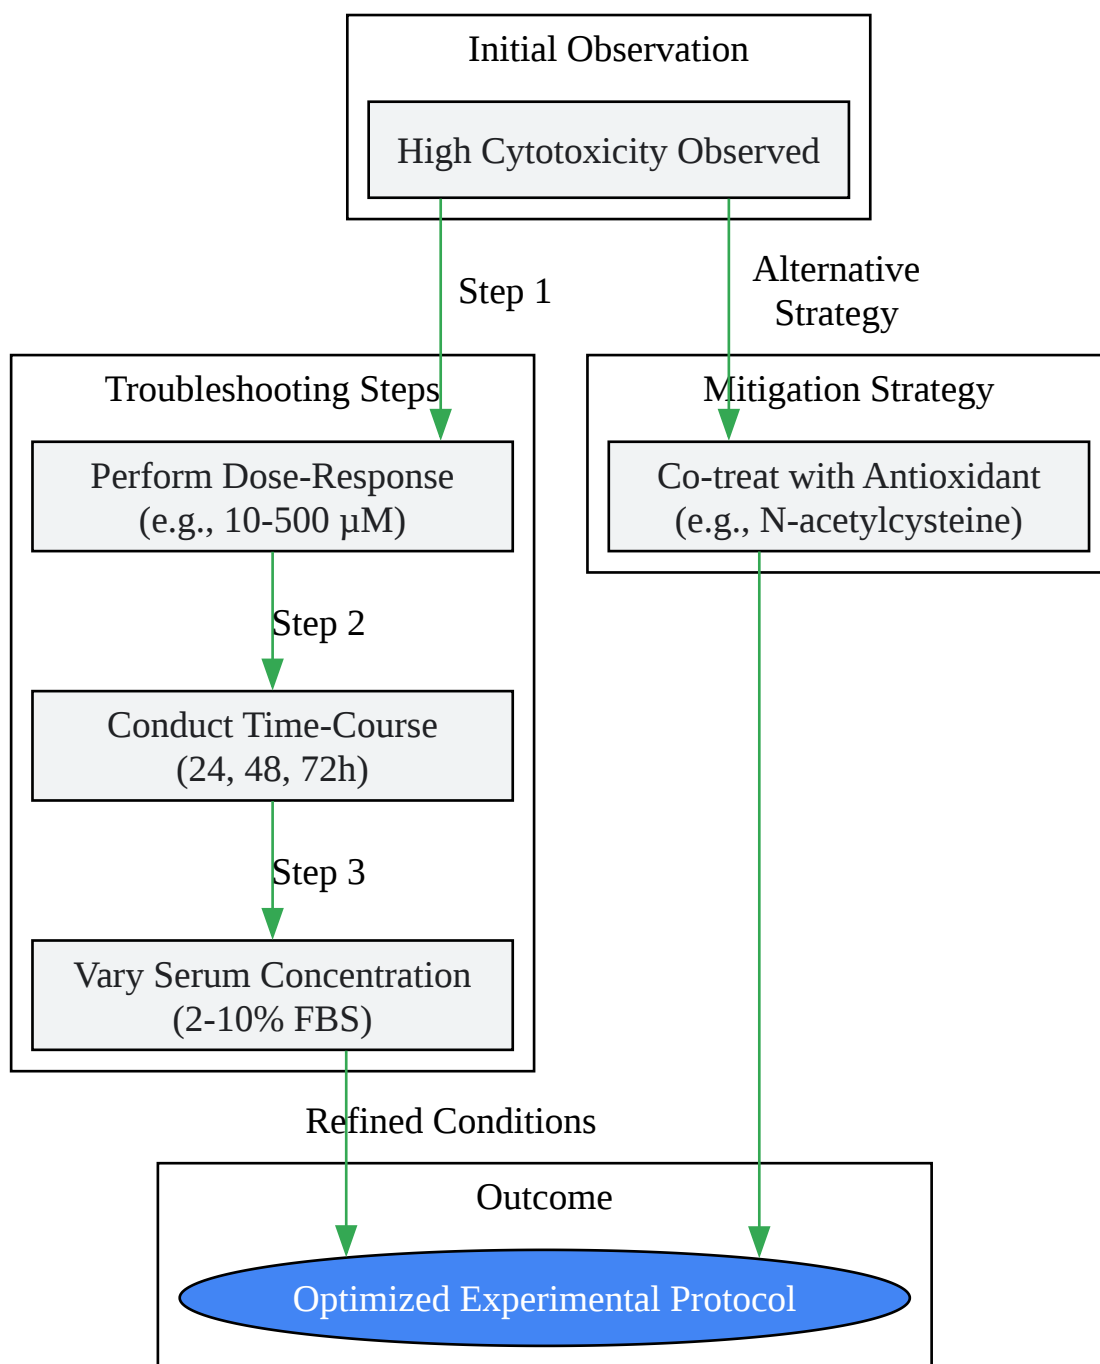 Initial Observation
High Cytotoxicity Observed
Step 1
Alternative
Strategy
Troubleshooting Steps
Mitigation Strategy
Perform Dose-Response
(e.g., 10-500 µM)
Co-treat with Antioxidant
(e.g., N-acetylcysteine)
Step 2
Conduct Time-Course
(24, 48, 72h)
Step 3
Vary Serum Concentration
(2-10% FBS)
Refined Conditions
Outcome
Optimized Experimental Protocol